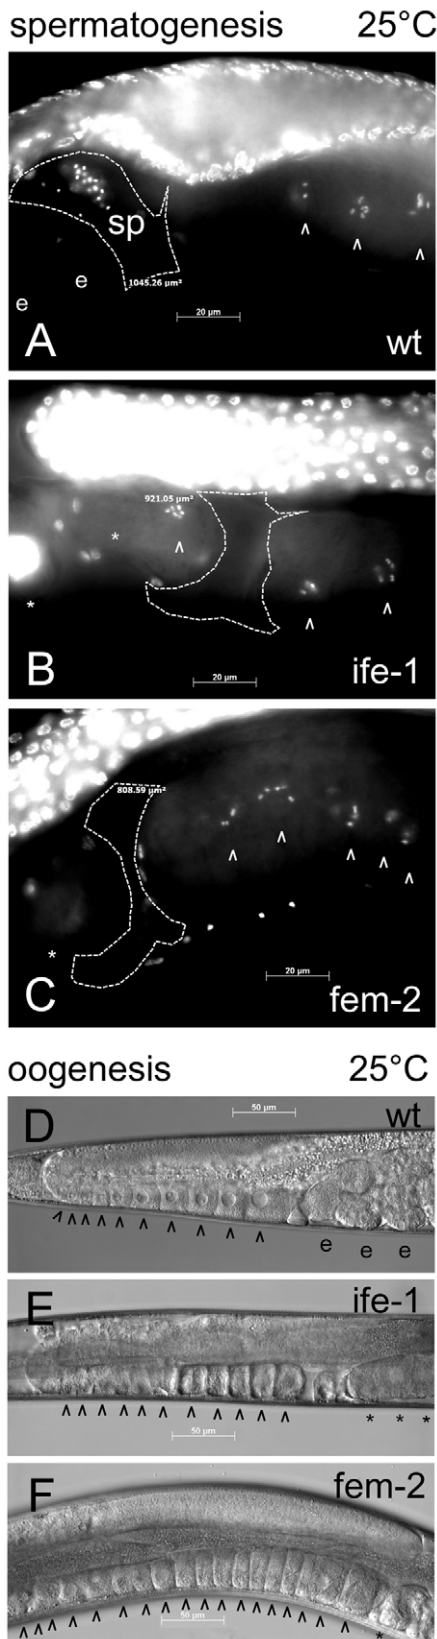 spermatogenesis 25°C
sp
1045.26 µm²
e
e
20 µm
A
wt
921.05 µm²
*
^
*
^
^
B
20 µm
ife-1
808.59 µm²
^ ^ ^ ^ ^
*
20 µm
C
fem-2
oogenesis 25°C
50 µm
D
wt
^ ^ ^ ^ ^ ^ ^ ^ ^
e e e
ife-1
E
^ ^ ^ ^ ^ ^ ^ ^ ^ ^ ^ * * *
50 µm
fem-2
F
50 µm
*